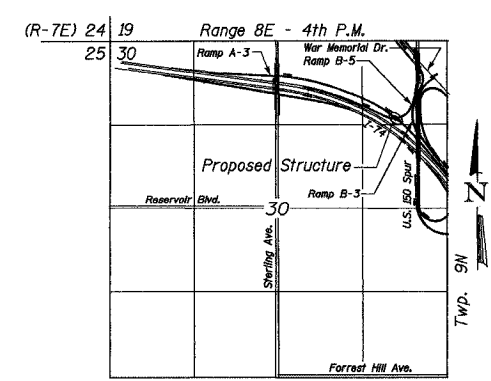 (R-7E) 24 19 Range 8E - 4th P.M.
25 30
Ramp A-3
War Memorial Dr.
Ramp B-5
I-74
Proposed Structure
Ramp B-3
Reservoir Blvd.
30
U.S. 150 Spur
Sterling Ave.
N
Twp. 9N
Forrest Hill Ave.